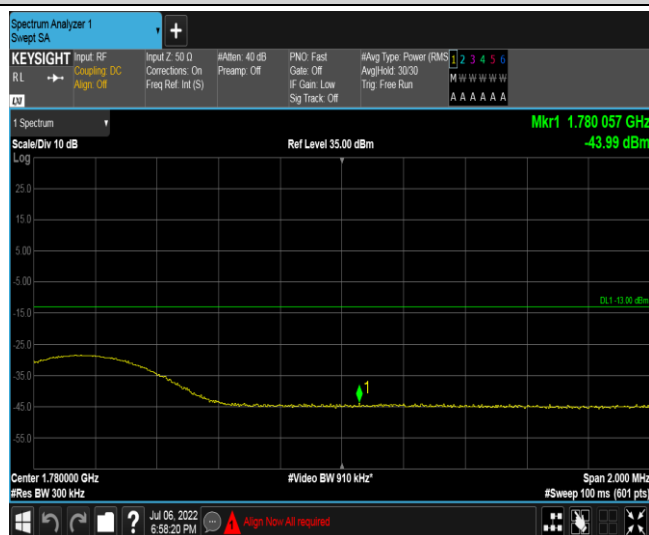 Spectrum Analyzer 1
Swept SA
+
KEYSIGHT
RL
LXI
Input: RF
Coupling: DC
Align: Off
Input Z: 50 Ω
Corrections: On
Freq Ref: Int (S)
#Atten: 40 dB
Preamp: Off
PNO: Fast
Gate: Off
IF Gain: Low
Sig Track: Off
#Avg Type: Power (RMS
Avg|Hold: 30/30
Trig: Free Run
1 2 3 4 5 6
M W W W W W
A A A A A A
1 Spectrum
Scale/Div 10 dB
Ref Level 35.00 dBm
Mkr1 1.780 057 GHz
-43.99 dBm
Log
25.0
15.0
5.00
-5.00
DL1 -13.00 dBm
-15.0
-25.0
-35.0
1
-45.0
-55.0
Center 1.780000 GHz
#Video BW 910 kHz*
Span 2.000 MHz
#Res BW 300 kHz
#Sweep 100 ms (601 pts)
?
Jul 06, 2022
6:58:20 PM
Align Now All required